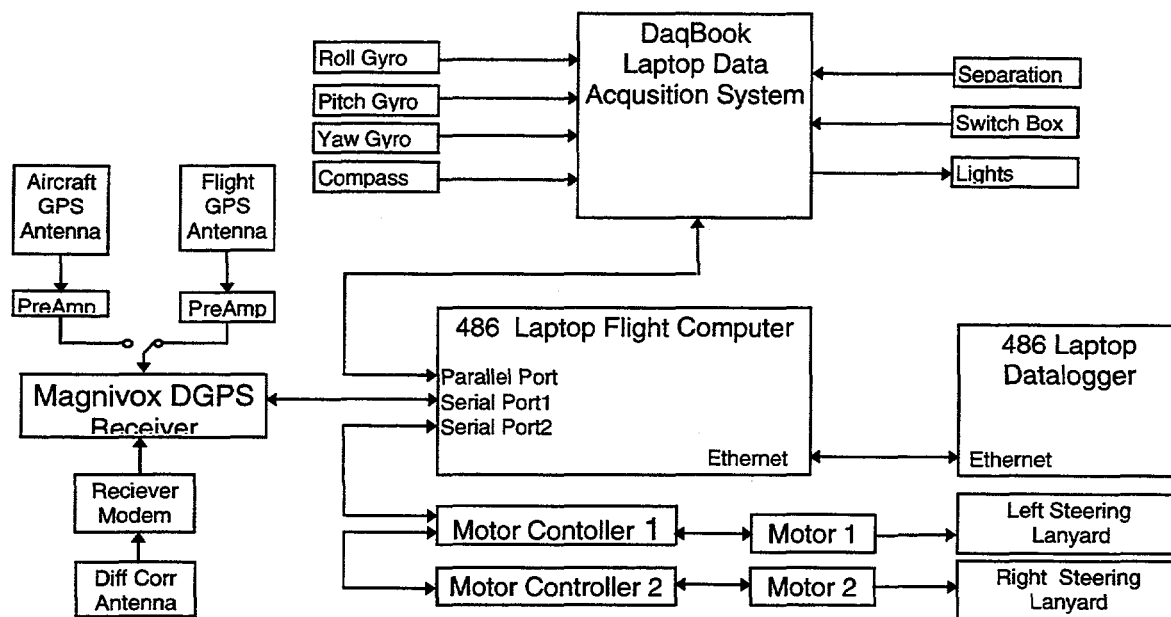 DaqBook
Laptop Data
Acqusition System
Roll Gyro
Pitch Gyro
Yaw Gyro
Compass
Separation
Switch Box
Lights
Aircraft
GPS
Antenna
Flight
GPS
Antenna
PreAmp
PreAmp
Magnivox DGPS
Receiver
Reciever
Modem
Diff Corr
Antenna
486 Laptop Flight Computer
Parallel Port
Serial Port1
Serial Port2
Ethernet
486 Laptop
Datalogger
Ethernet
Motor Contoller 1
Motor 1
Left Steering
Lanyard
Motor Controller 2
Motor 2
Right Steering
Lanyard